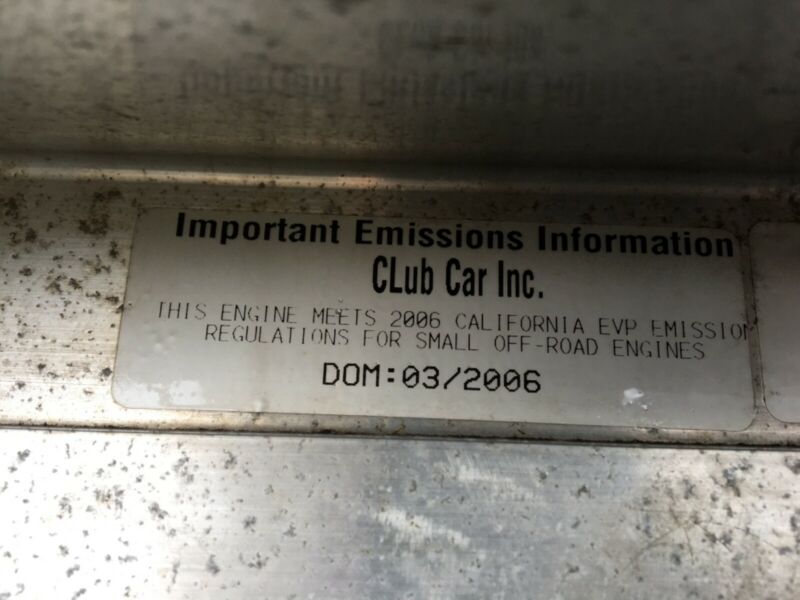 Important Emissions Information
CLub Car Inc.
THIS ENGINE MEETS 2006 CALIFORNIA EVP EMISSION
REGULATIONS FOR SMALL OFF-ROAD ENGINES
DOM:03/2006